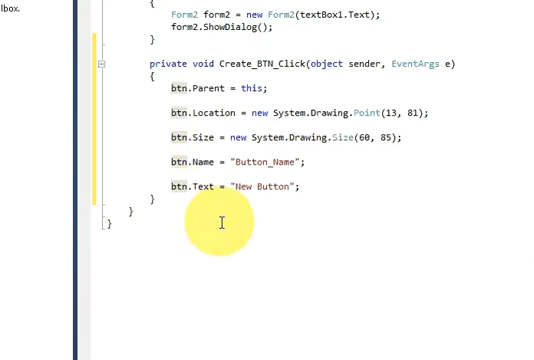 lbox.
{
Form2 form2 = new Form2(textBox1.Text);
form2.ShowDialog();
}
private void Create_BTN_Click(object sender, EventArgs e)
{
btn.Parent = this;
btn.Location = new System.Drawing.Point(13, 81);
btn.Size = new System.Drawing.Size(60, 85);
btn.Name = "Button_Name";
btn.Text = "New Button";
}
}
}